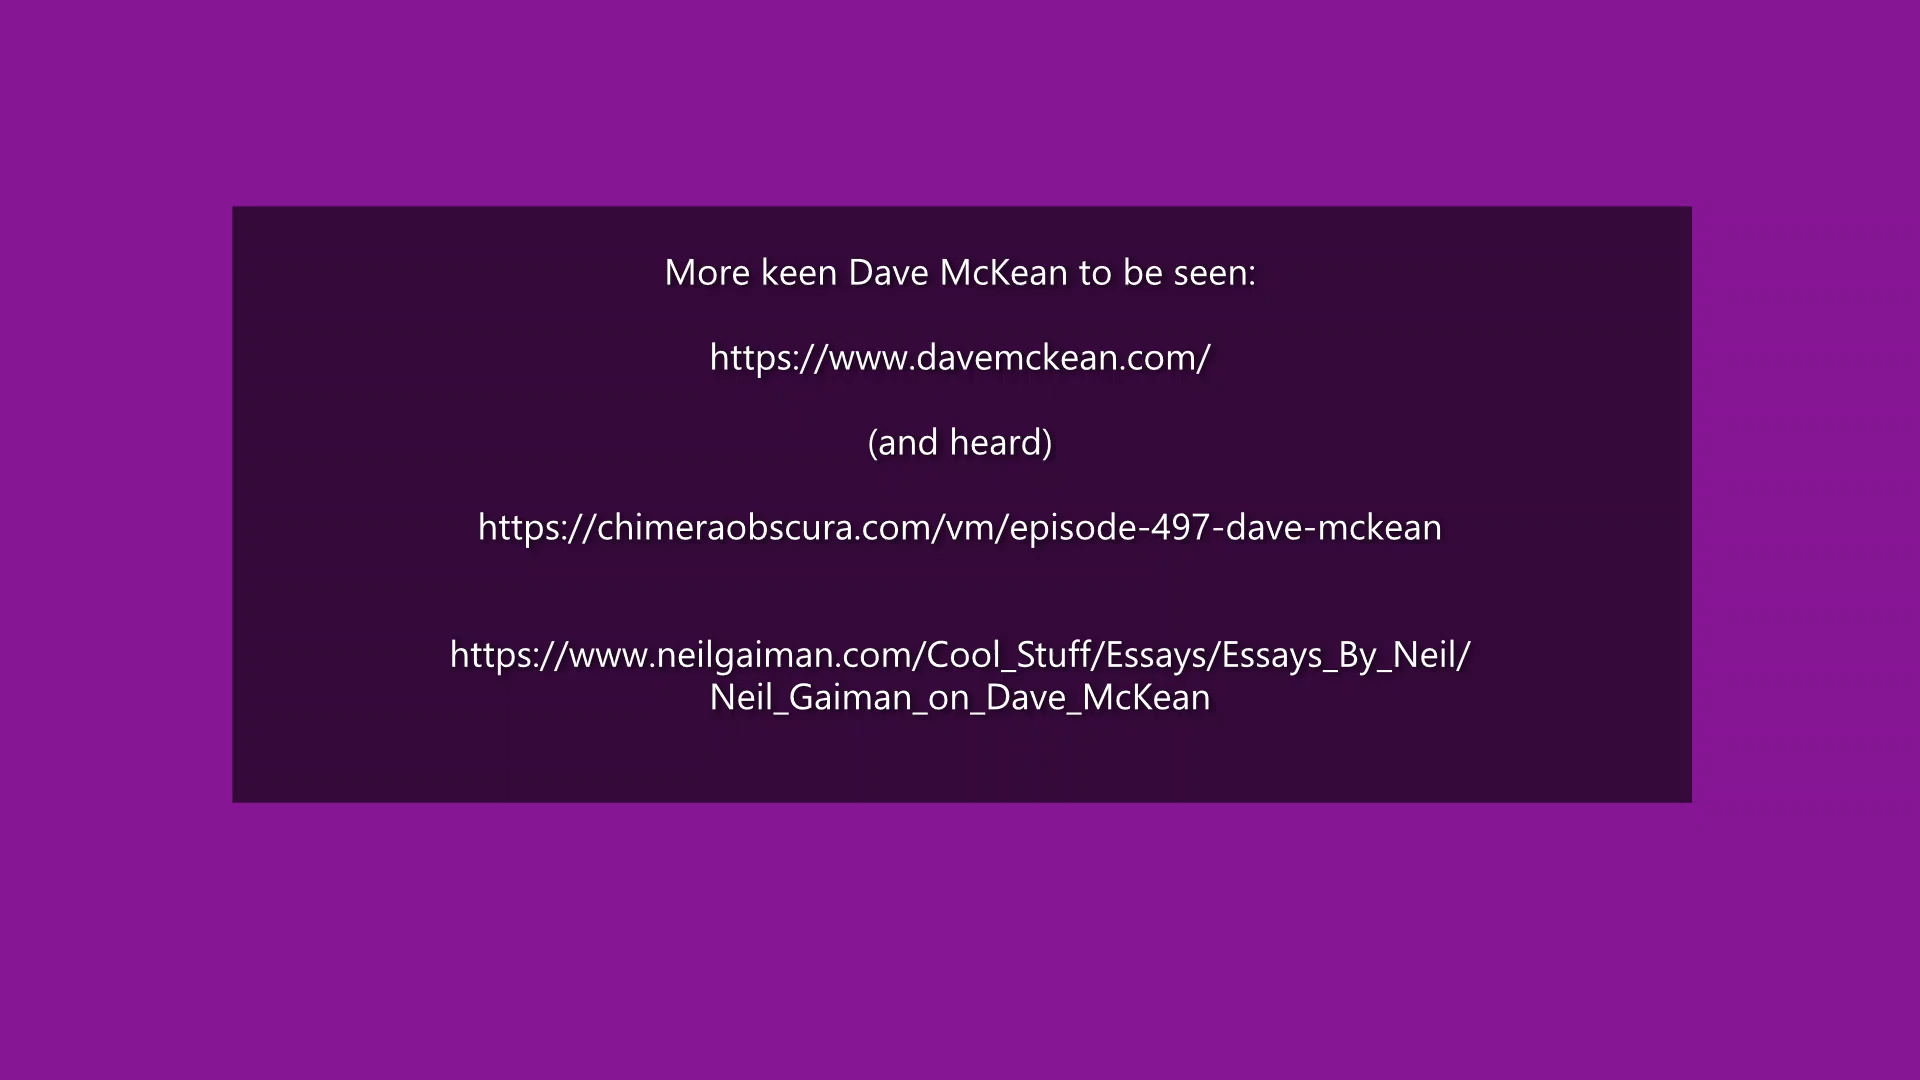 More keen Dave McKean to be seen:
https://www.davemckean.com/
(and heard)
https://chimeraobscura.com/vm/episode-497-dave-mckean
https://www.neilgaiman.com/Cool_Stuff/Essays/Essays_By_Neil/
Neil_Gaiman_on_Dave_McKean